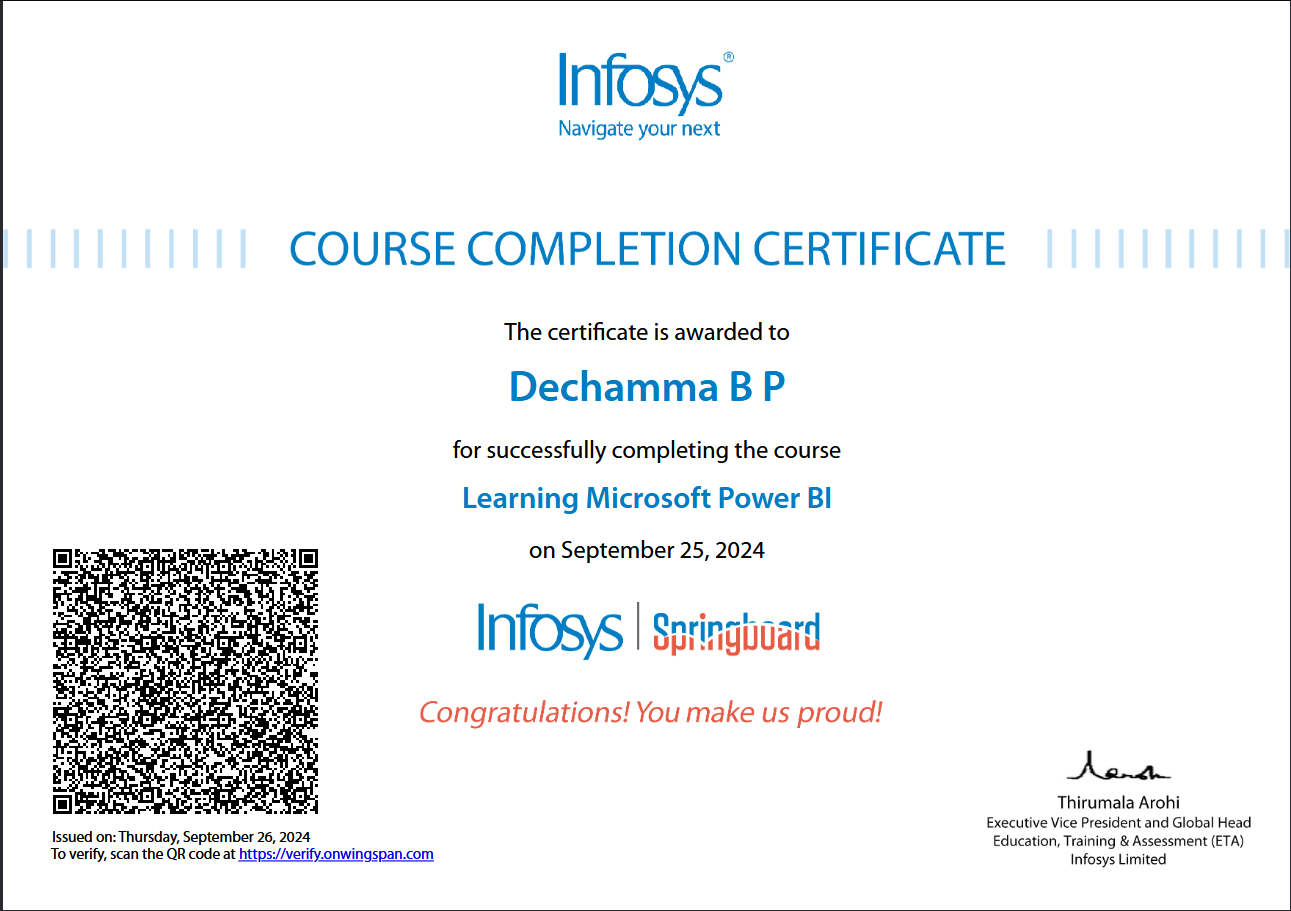 Infosys®
Navigate your next
COURSE COMPLETION CERTIFICATE
The certificate is awarded to
Dechamma B P
for successfully completing the course
Learning Microsoft Power BI
on September 25, 2024
Infosys | Springboard
Congratulations! You make us proud!
Issued on: Thursday, September 26, 2024
To verify, scan the QR code at https://verify.onwingspan.com
Thirumala Arohi
Executive Vice President and Global Head
Education, Training & Assessment (ETA)
Infosys Limited